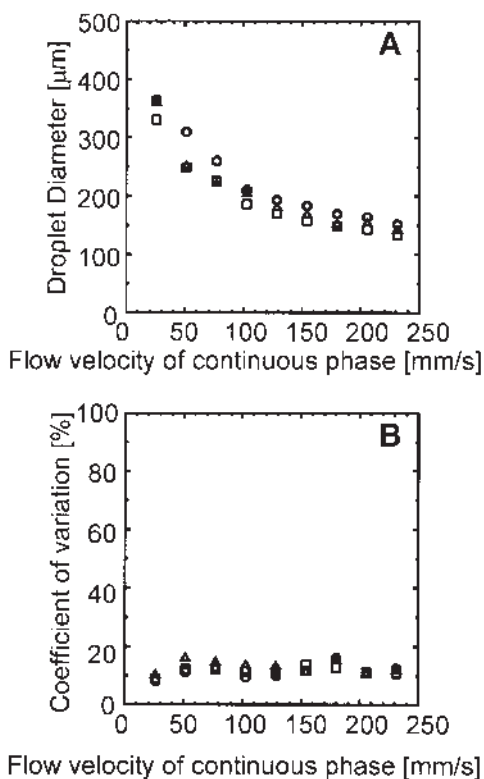 500
A
400
300
200
100
0
0 50 100 150 200 250
Droplet Diameter [μm]
Flow velocity of continuous phase [mm/s]
100
B
80
60
40
20
0
0 50 100 150 200 250
Coefficient of variation [%]
Flow velocity of continuous phase [mm/s]